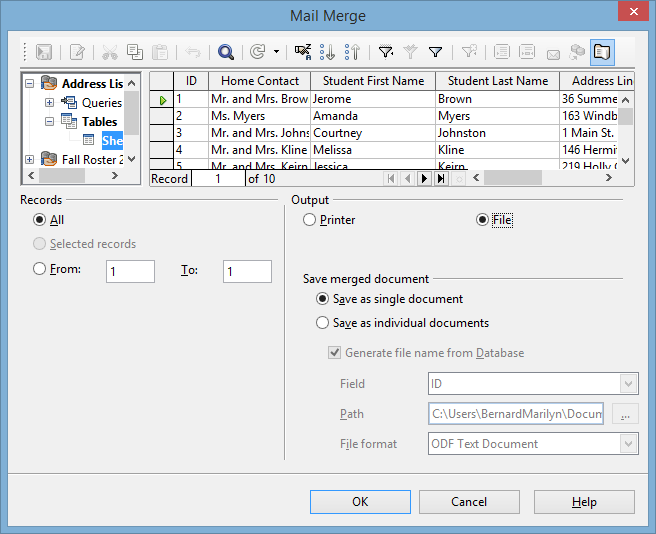 Mail Merge
Address Lis
Queries
Tables
She
Fall Roster 2
ID Home Contact Student First Name Student Last Name Address Lin
1 Mr. and Mrs. Brow Jerome Brown 36 Summe
2 Ms. Myers Amanda Myers 163 Windb
3 Mr. and Mrs. Johns Courtney Johnston 1 Main St.
4 Mr. and Mrs. Kline Melissa Kline 146 Hermi
5 Mr. and Mrs. Keirn Jessica Keirn 219 Holly
Record 1 of 10
Records
All
Selected records
From: 1 To: 1
Output
Printer File
Save merged document
Save as single document
Save as individual documents
Generate file name from Database
Field ID
Path C:\Users\BernardMarilyn\Docum ...
File format ODF Text Document
OK Cancel Help